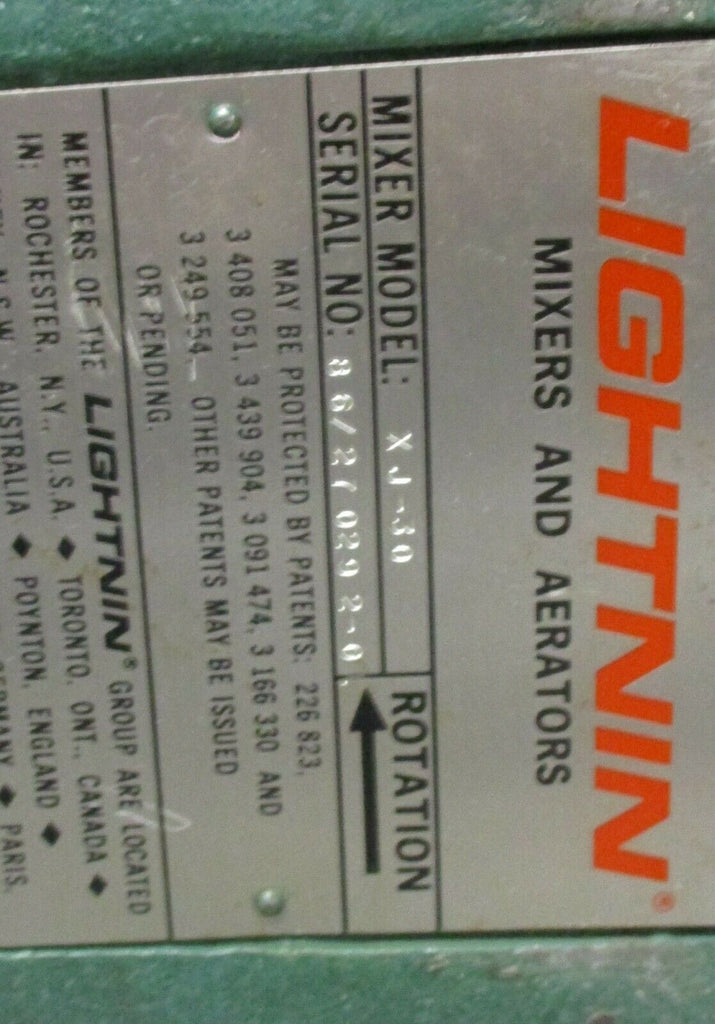 LIGHTNIN®
MIXERS AND AERATORS
MIXER MODEL: XJ-30
ROTATION
SERIAL NO:
MAY BE PROTECTED BY PATENTS: 226 823,
3 408 051, 3 439 904, 3 091 474, 3 166 330 AND
3 249 554 OTHER PATENTS MAY BE ISSUED
OR PENDING.
MEMBERS OF THE LIGHTNIN® GROUP ARE LOCATED
IN: ROCHESTER, N.Y., U.S.A. ◆ TORONTO, ONT., CANADA ◆
N.S.W. AUSTRALIA ◆ POYNTON, ENGLAND ◆
GERMANY ◆ PARIS,